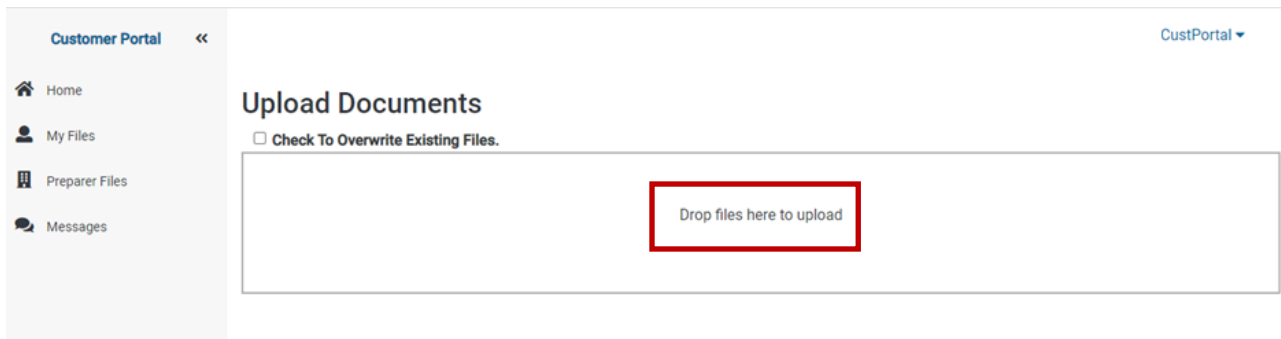 Customer Portal
CustPortal
Home
My Files
Preparer Files
Messages
Upload Documents
Check To Overwrite Existing Files.
Drop files here to upload